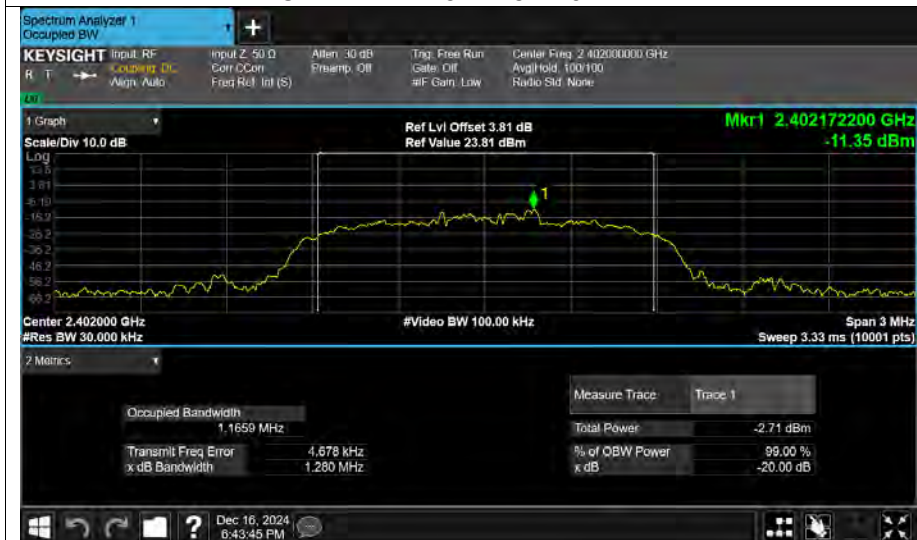 Spectrum Analyzer 1
Occupied BW
+
KEYSIGHT Input: RF Input Z: 50 Ω Atten: 30 dB Trig: Free Run Center Freq: 2.402000000 GHz
R T Coupling: DC Corr CCorr Preamp: Off Gate: Off Avg|Hold: 100/100
Align: Auto Freq Ref: Int (S) #IF Gain: Low Radio Std: None
1 Graph
Ref Lvl Offset 3.81 dB Mkr1 2.402172200 GHz
Scale/Div 10.0 dB Ref Value 23.81 dBm -11.35 dBm
Log
3.81
-6.19
-16.2
-26.2
-36.2
-46.2
-56.2
-66.2
1
Center 2.402000 GHz #Video BW 100.00 kHz Span 3 MHz
#Res BW 30.000 kHz Sweep 3.33 ms (10001 pts)
2 Metrics
Measure Trace Trace 1
Occupied Bandwidth
1.1659 MHz Total Power -2.71 dBm
Transmit Freq Error 4.678 kHz % of OBW Power 99.00 %
x dB Bandwidth 1.280 MHz x dB -20.00 dB
? Dec 16, 2024
6:43:45 PM